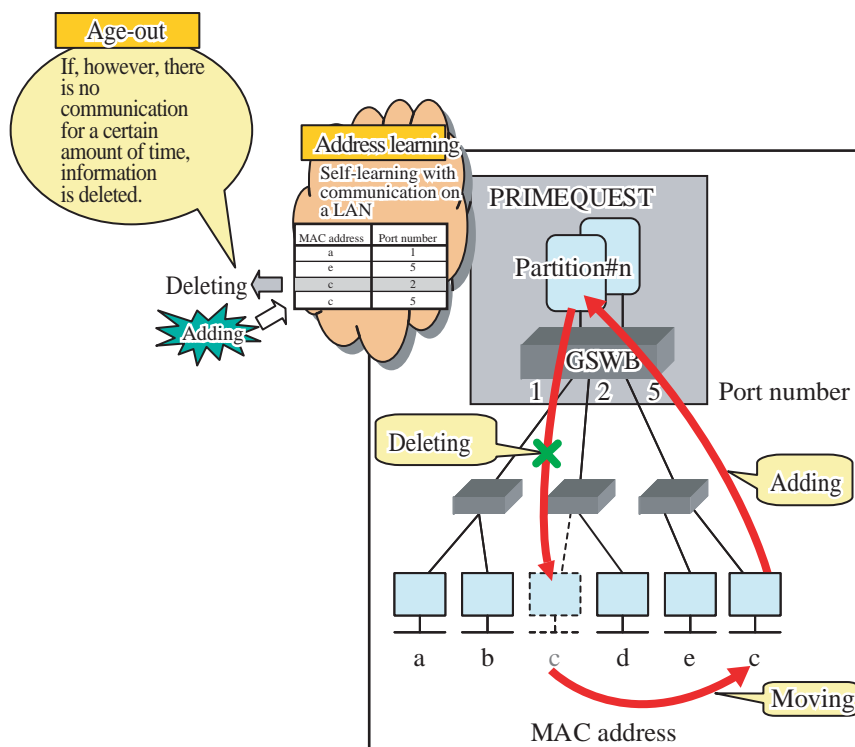 Age-out
If, however, there
is no
communication
for a certain
amount of time,
information
is deleted.
Address learning
Self-learning with
communication on
a LAN
MAC address Port number
a 1
e 5
c 2
c 5
Deleting
Adding
PRIMEQUEST
Partition#n
GSWB
1 2 5
Port number
Deleting
Adding
a b c d e c
Moving
MAC address